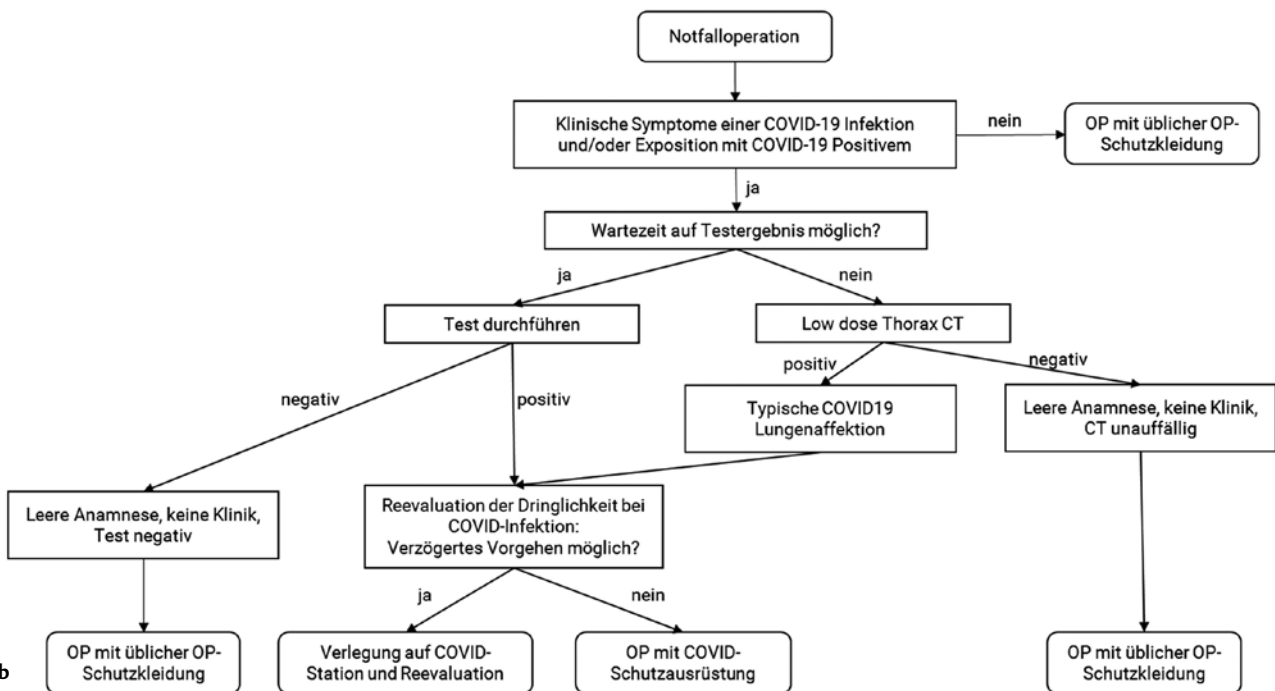 Notfalloperation
Klinische Symptome einer COVID-19 Infektion
und/oder Exposition mit COVID-19 Positivem
nein
OP mit üblicher OP-
Schutzkleidung
ja
Wartezeit auf Testergebnis möglich?
ja
nein
Test durchführen
Low dose Thorax CT
negativ
positiv
positiv
negativ
Typische COVID19
Lungenaffektion
Leere Anamnese, keine Klinik,
CT unauffällig
Leere Anamnese, keine Klinik,
Test negativ
Reevaluation der Dringlichkeit bei
COVID-Infektion:
Verzögertes Vorgehen möglich?
ja
nein
OP mit üblicher OP-
Schutzkleidung
Verlegung auf COVID-
Station und Reevaluation
OP mit COVID-
Schutzausrüstung
OP mit üblicher OP-
Schutzkleidung
b